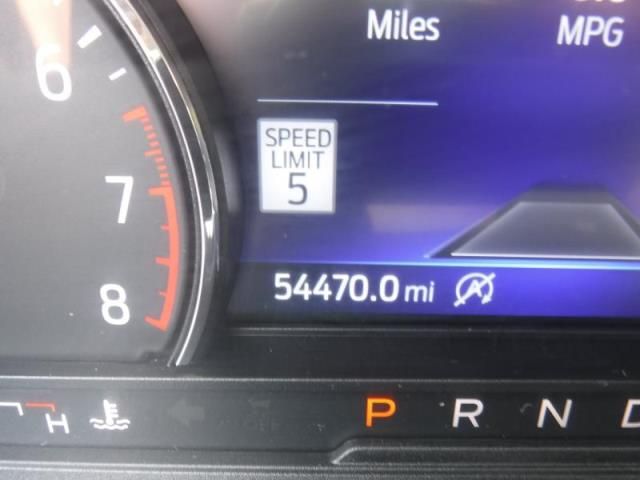 Miles
MPG
6
SPEED
LIMIT
5
7
54470.0 mi
A
8
H
P R N D